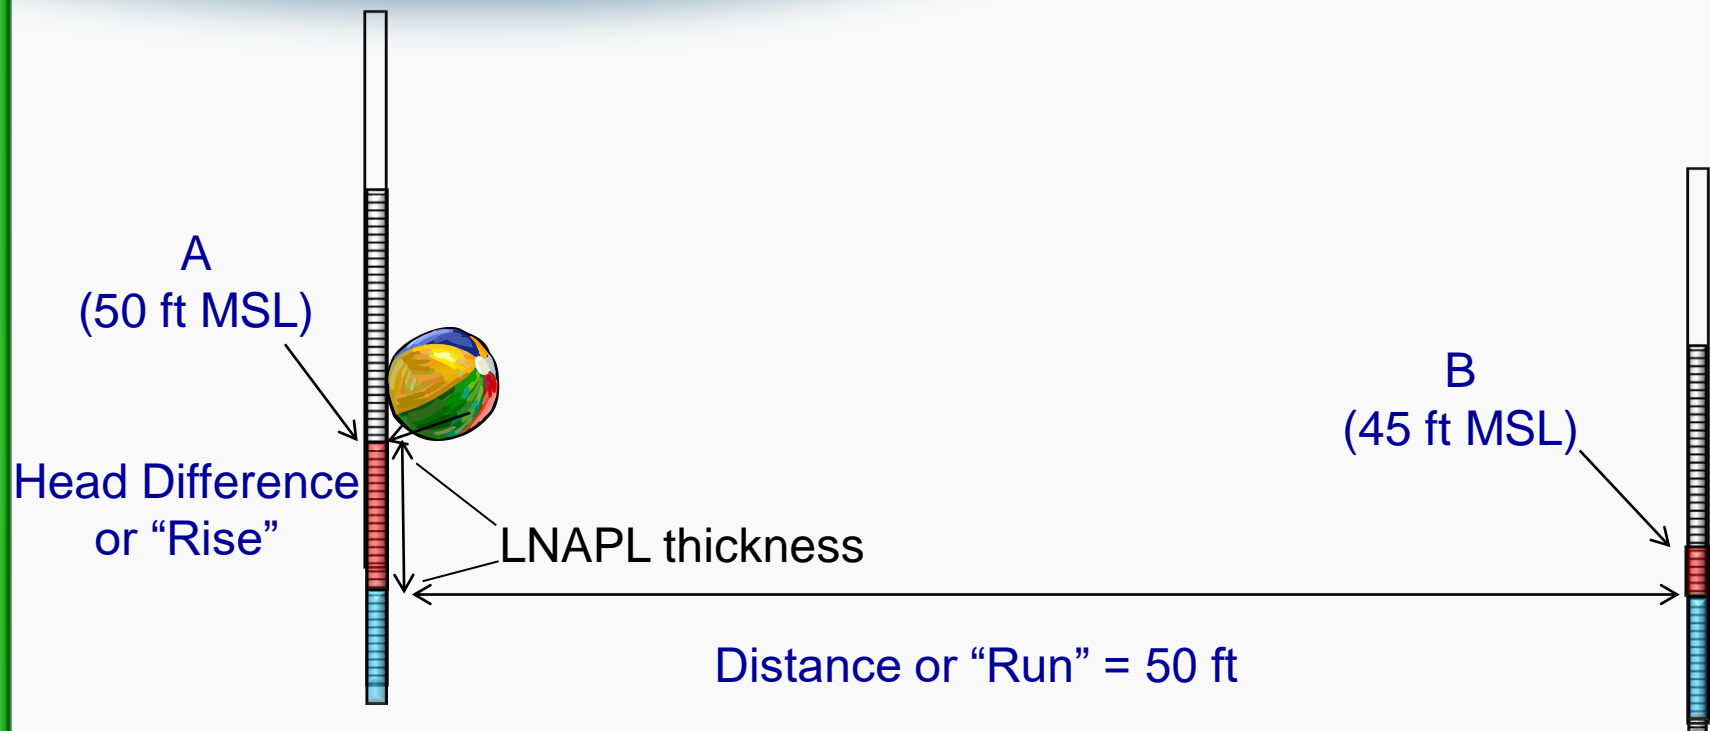 A
(50 ft MSL)
B
(45 ft MSL)
Head Difference
or “Rise”
LNAPL thickness
Distance or “Run” = 50 ft